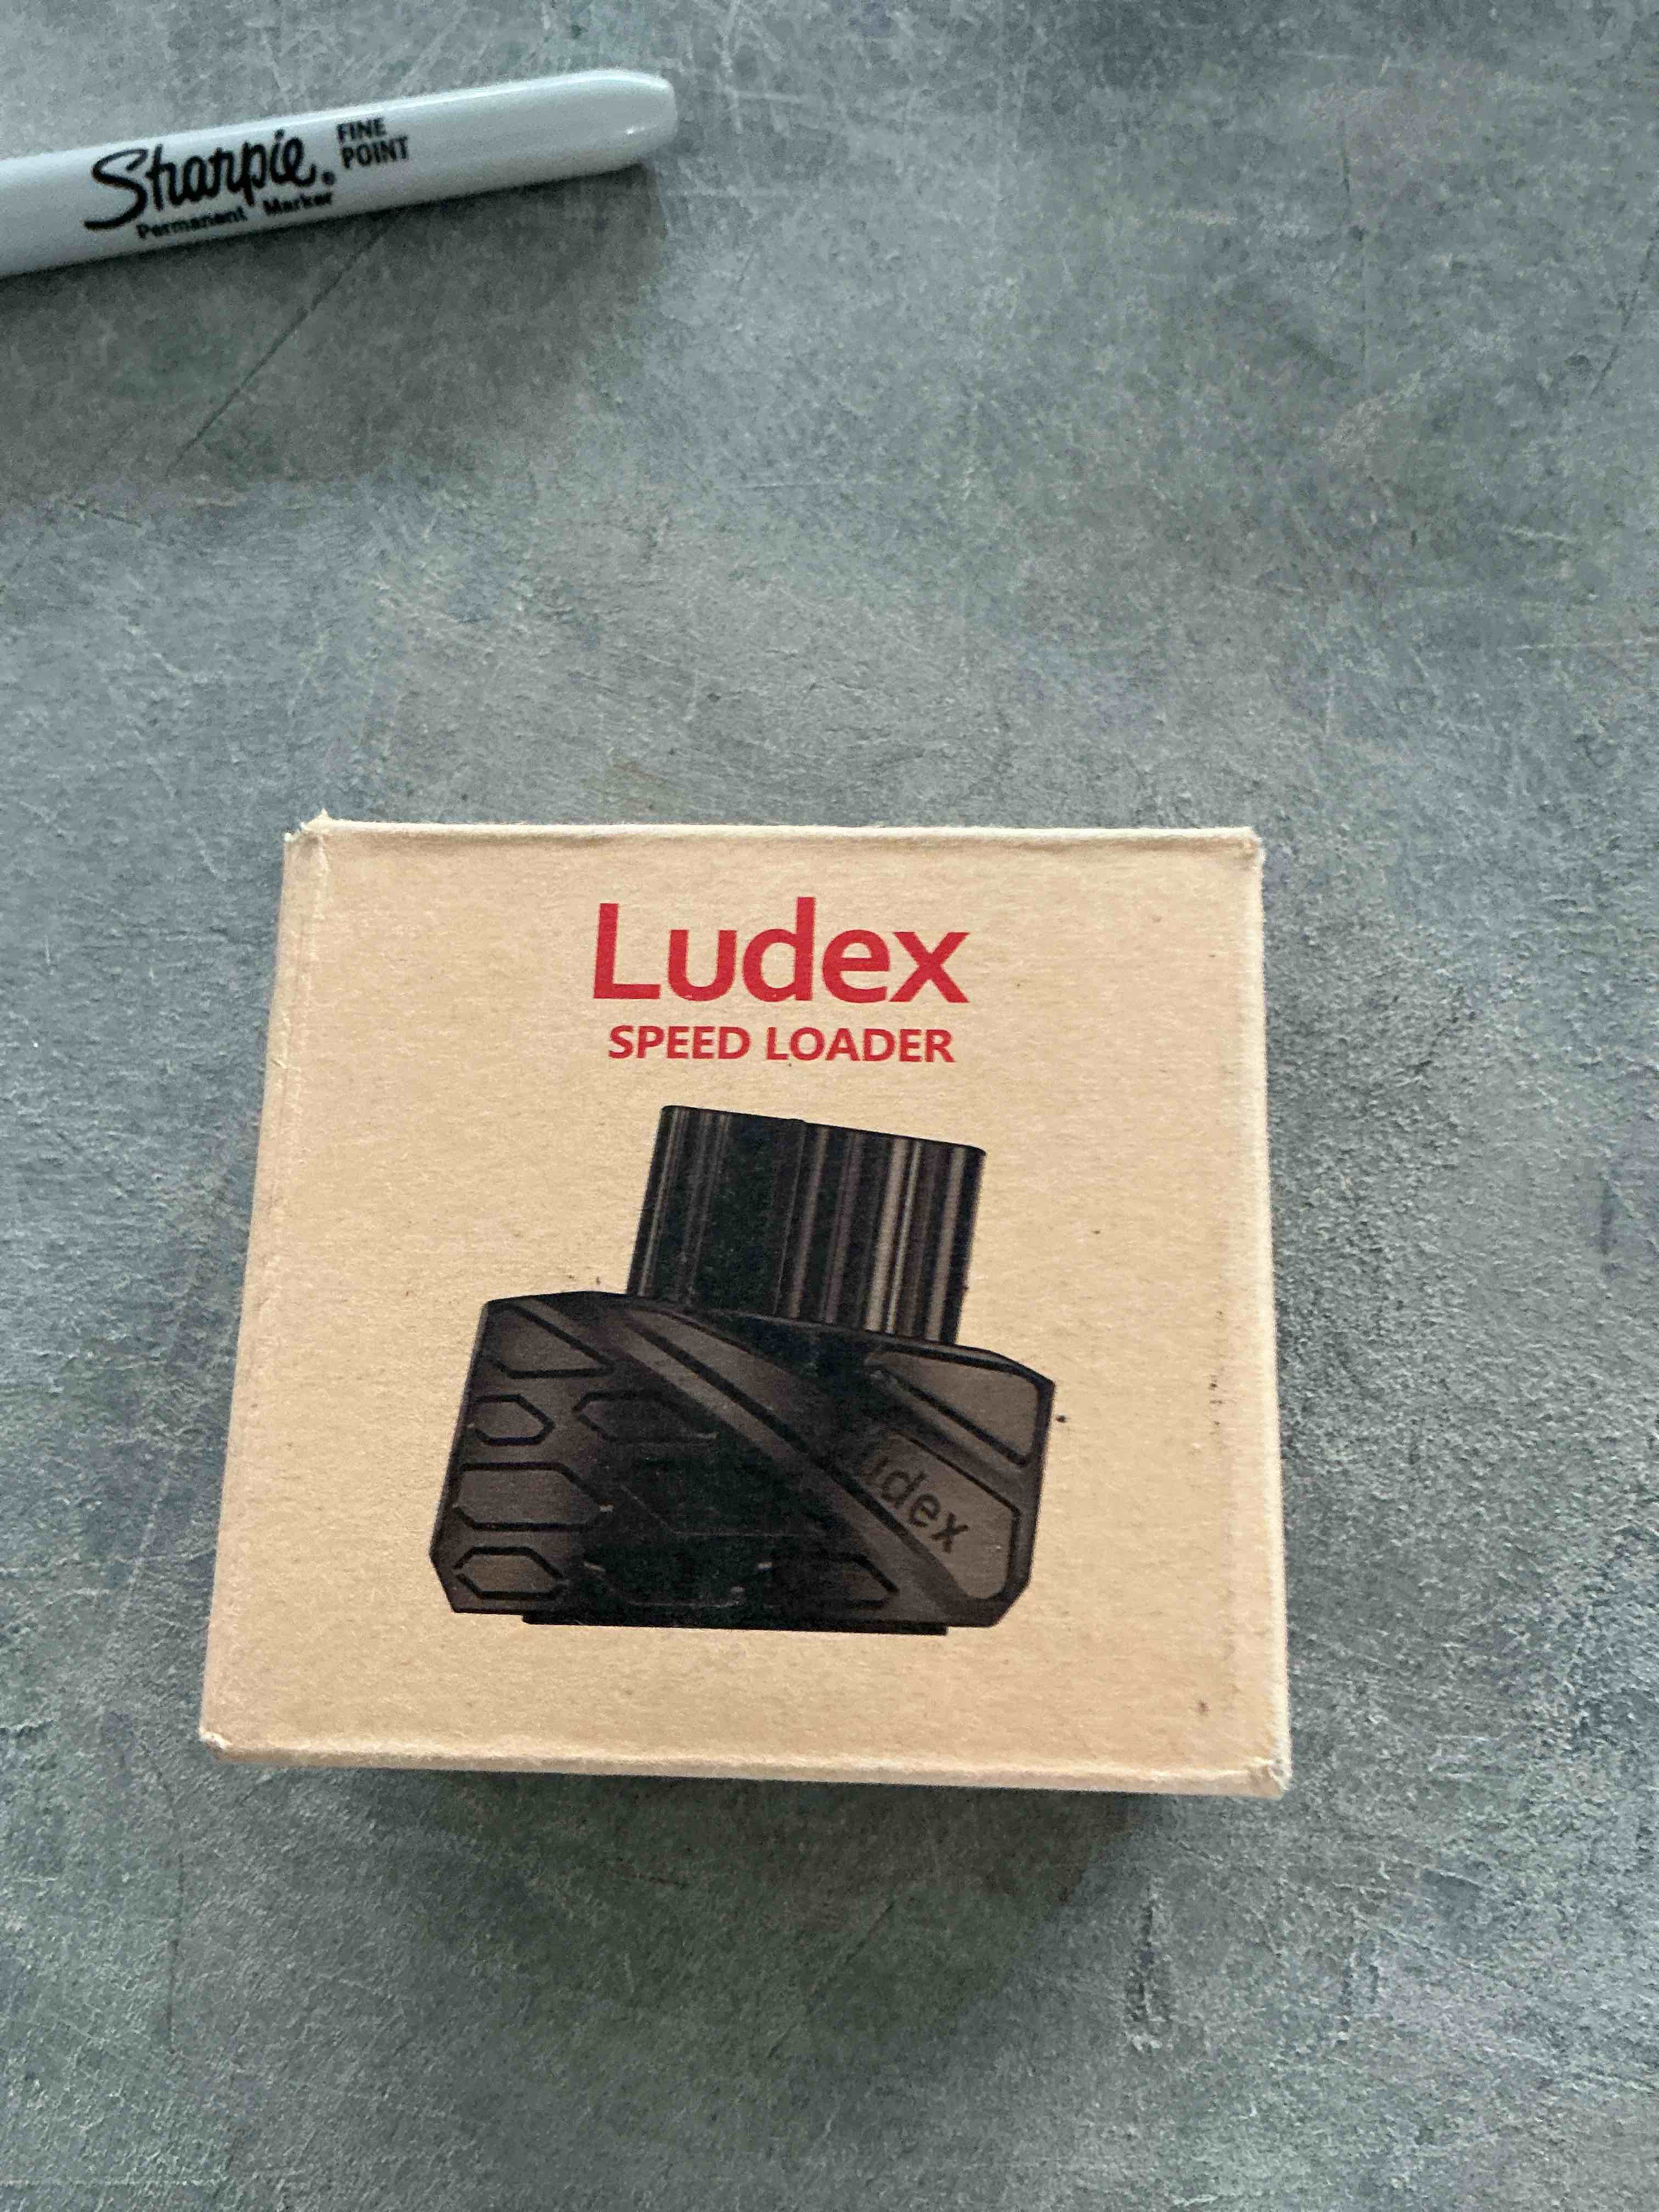 Sharpie® FINE POINT
Permanent Marker
Ludex
SPEED LOADER
udex